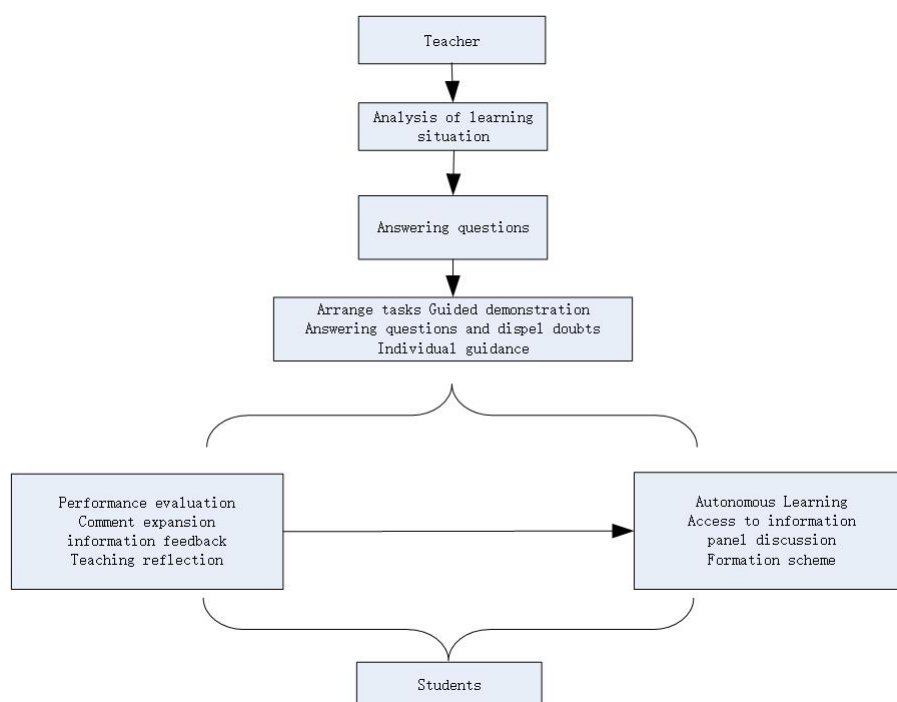 Teacher
Analysis of learning
situation
Answering questions
Arrange tasks Guided demonstration
Answering questions and dispel doubts
Individual guidance
Performance evaluation
Comment expansion
information feedback
Teaching reflection
Autonomous Learning
Access to information
panel discussion
Formation scheme
Students